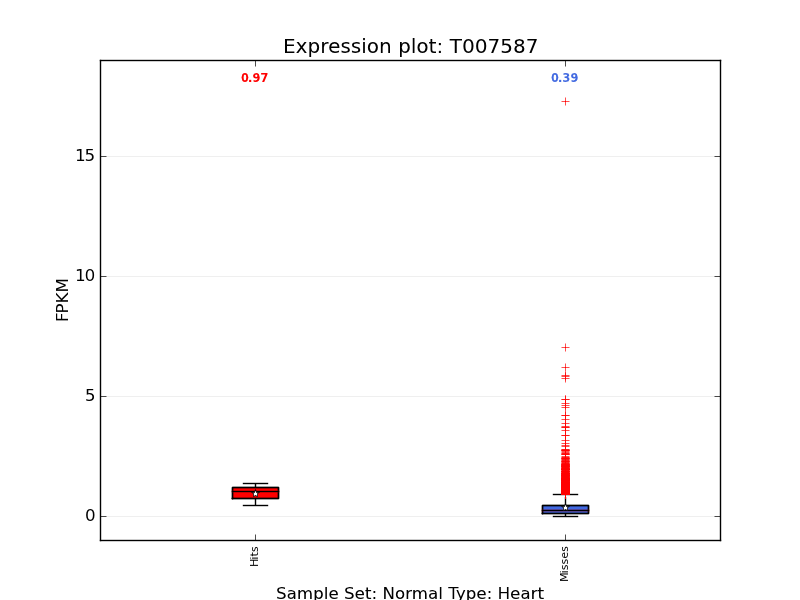 Expression plot: T007587
0.97
0.39
15
10
5
0
FPKM
Hits
Misses
Sample Set: Normal Type: Heart